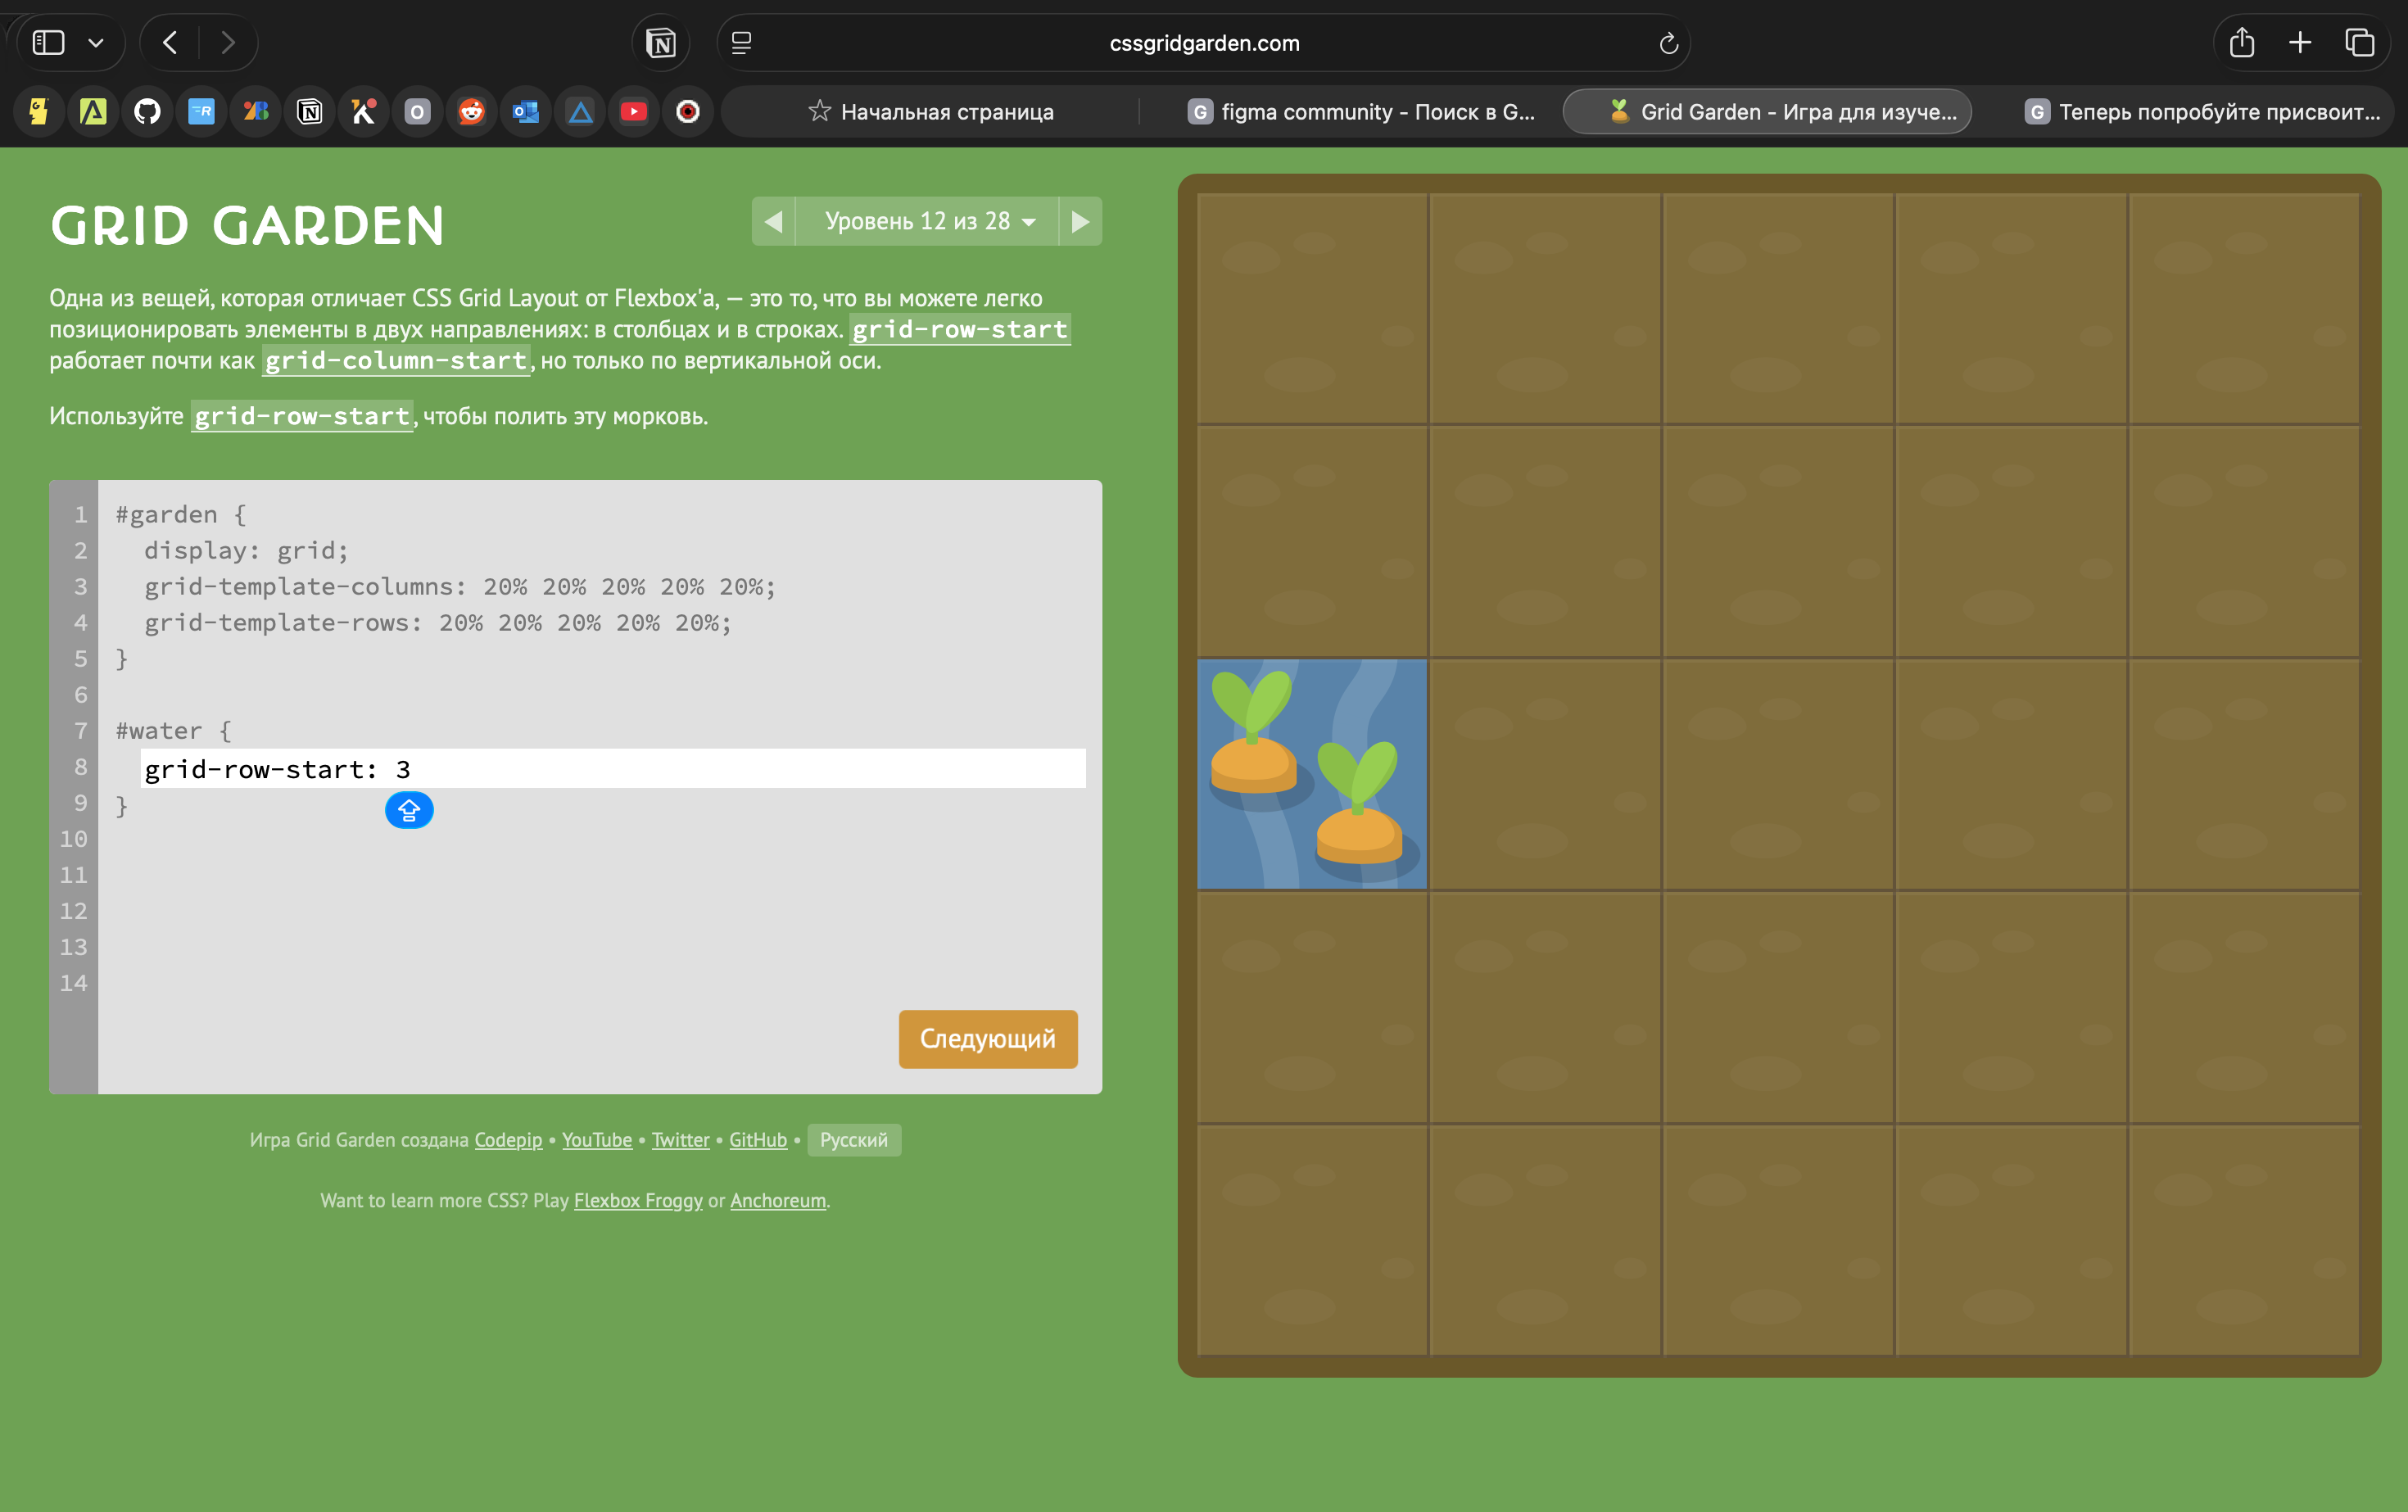 cssgridgarden.com
Начальная страница
figma community - Поиск в G...
Grid Garden - Игра для изуче...
Теперь попробуйте присвоит...
GRID GARDEN
Уровень 12 из 28
Одна из вещей, которая отличает CSS Grid Layout от Flexbox'а, — это то, что вы можете легко
позиционировать элементы в двух направлениях: в столбцах и в строках. grid-row-start
работает почти как grid-column-start, но только по вертикальной оси.
Используйте grid-row-start, чтобы полить эту морковь.
1 #garden {
2 display: grid;
3 grid-template-columns: 20% 20% 20% 20% 20%;
4 grid-template-rows: 20% 20% 20% 20% 20%;
5 }
6
7 #water {
8 grid-row-start: 3
9 }
10
11
12
13
14
Следующий
Игра Grid Garden создана Codepip • YouTube • Twitter • GitHub • Русский
Want to learn more CSS? Play Flexbox Froggy or Anchoreum.